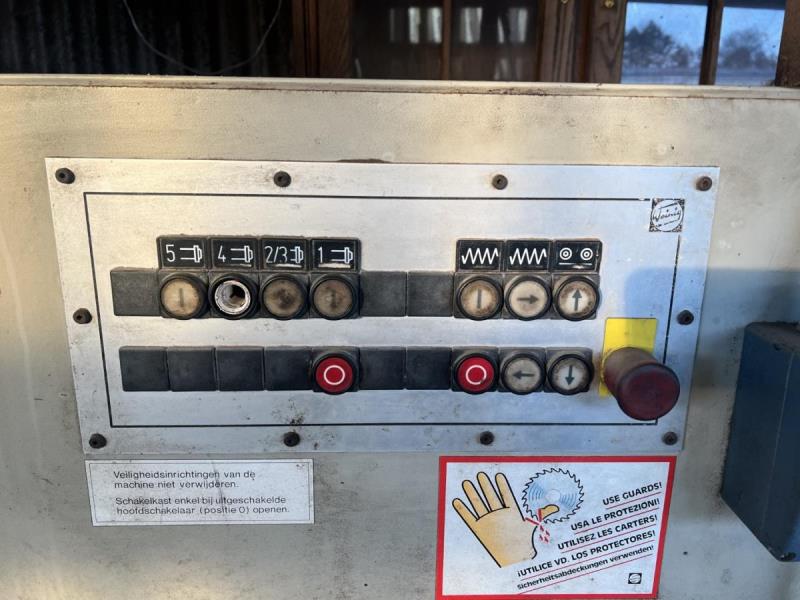 Weinig
5
4
2/3
1
Veiligheidsinrichtingen van de
machine niet verwijderen.
Schakelkast enkel bij uitgeschakelde
hoofdschakelaar (positie 0) openen.
USE GUARDS!
USA LE PROTEZIONI!
UTILISEZ LES CARTERS!
¡UTILICE VD. LOS PROTECTORES!
Sicherheitsabdeckungen verwenden!